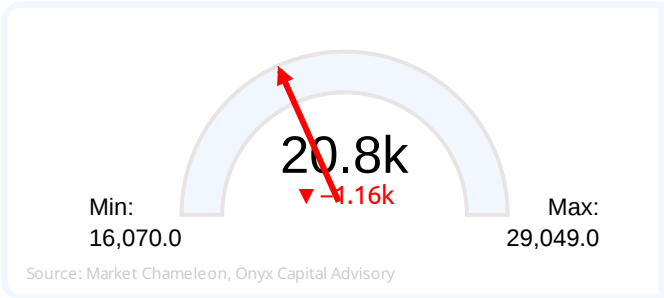 20.8k
▼ −1.16k
Min:
16,070.0
Max:
29,049.0
Source: Market Chameleon, Onyx Capital Advisory